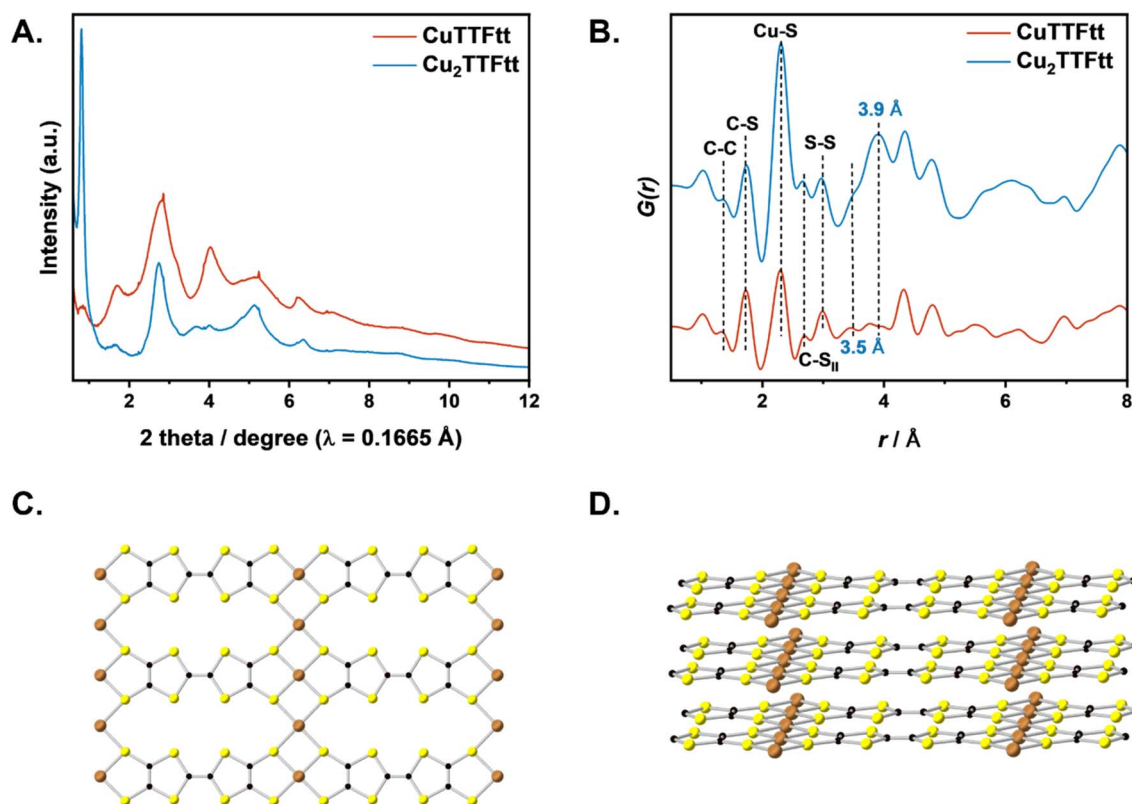 A.
CuTTFtt
Cu₂TTFtt
Intensity (a.u.)
2 4 6 8 10 12
2 theta / degree (λ = 0.1665 Å)
B.
CuTTFtt
Cu₂TTFtt
Cu-S
C-S
C-C
S-S
3.9 Å
C-S_II
3.5 Å
G(r)
2 4 6 8
r / Å
C.
D.